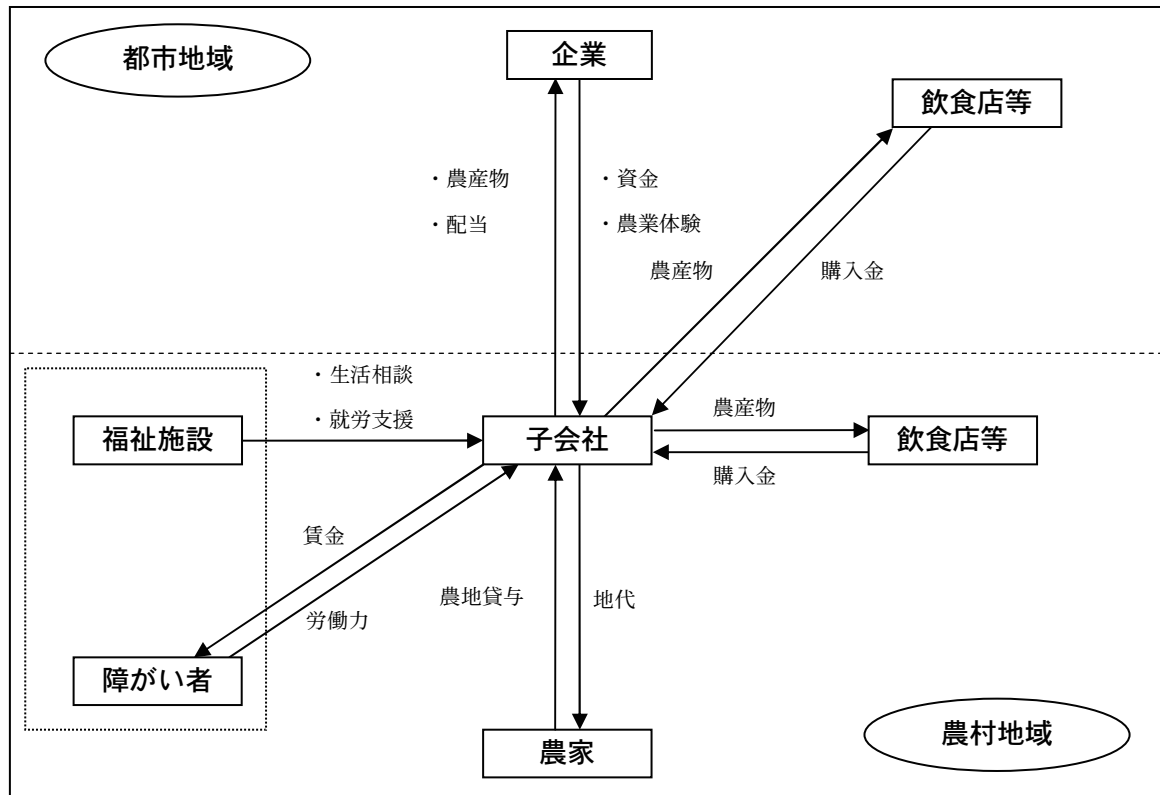 都市地域
企業
飲食店等
・農産物
・配当
・資金
・農業体験
農産物
購入金
・生活相談
・就労支援
福祉施設
子会社
農産物
購入金
飲食店等
賃金
労働力
農地貸与
地代
障がい者
農家
農村地域